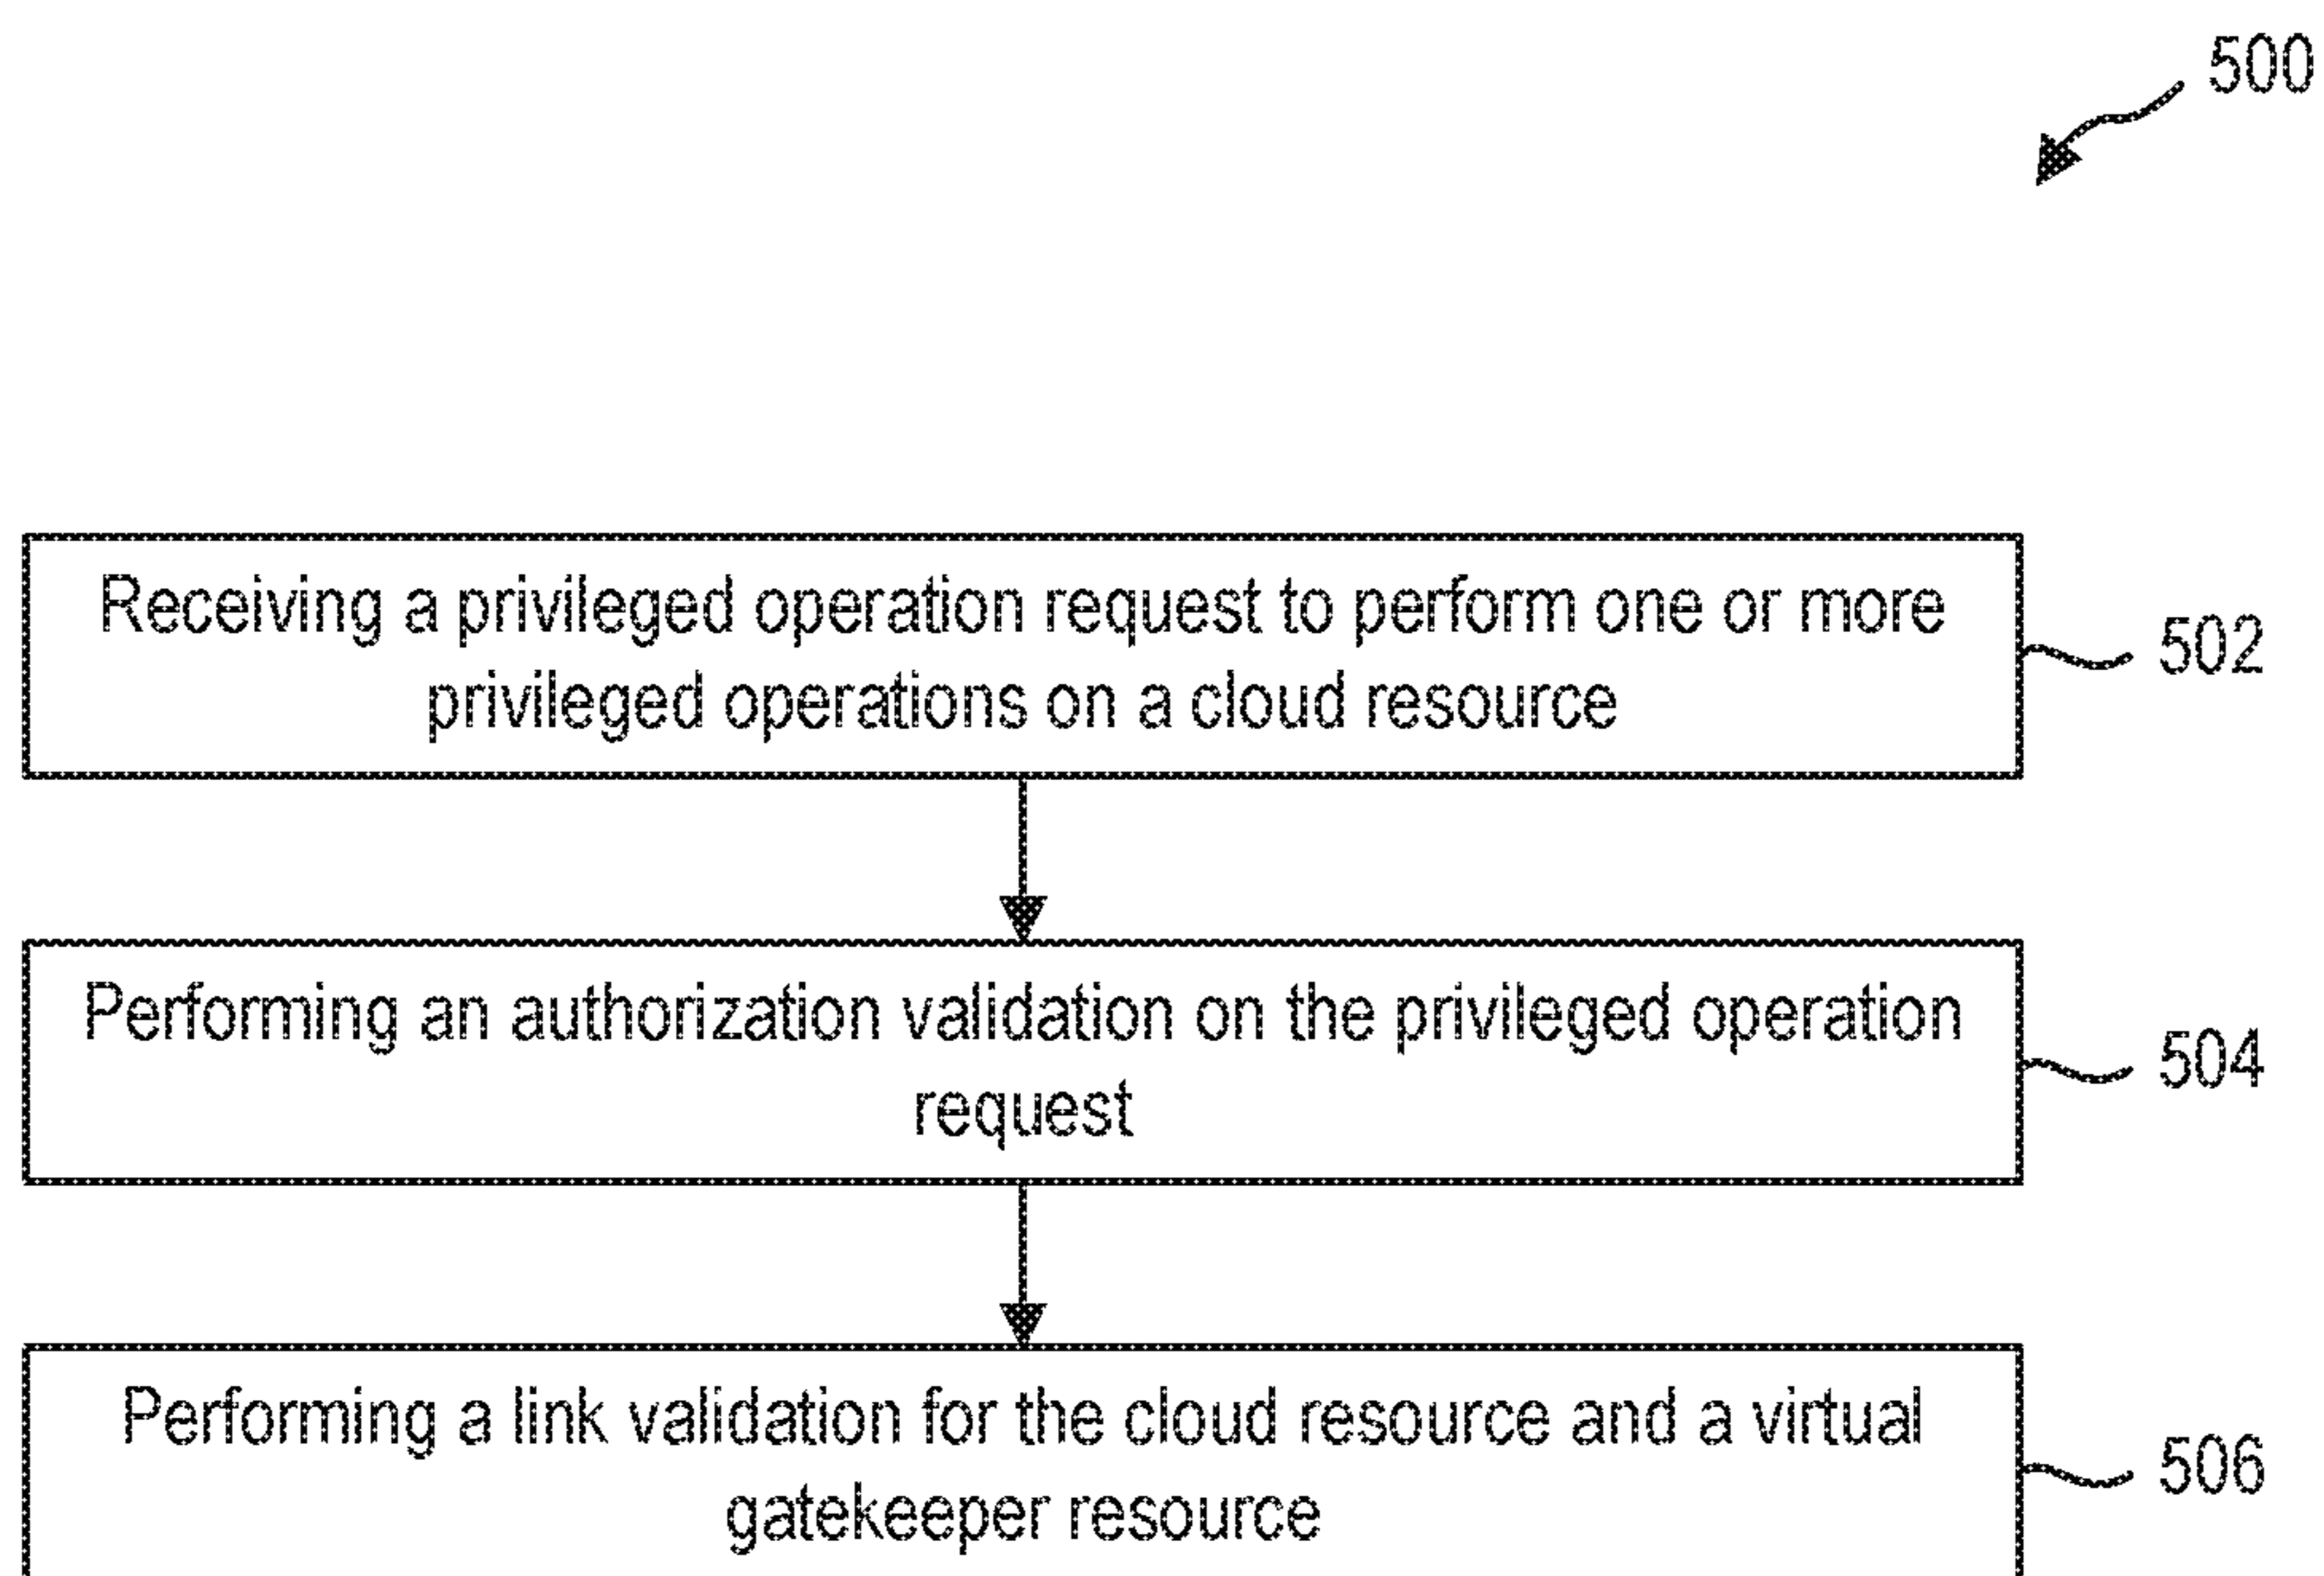 500
Receiving a privileged operation request to perform one or more
privileged operations on a cloud resource
502
Performing an authorization validation on the privileged operation
request
504
Performing a link validation for the cloud resource and a virtual
gatekeeper resource
506